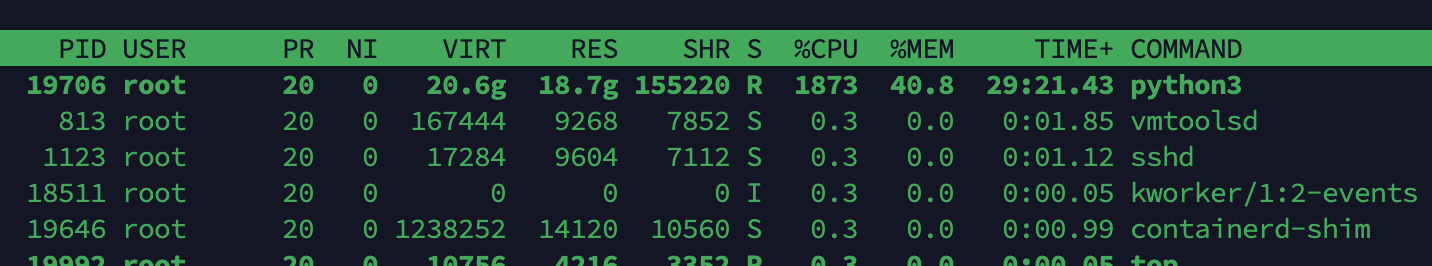 PID USER PR NI VIRT RES SHR S %CPU %MEM TIME+ COMMAND
19706 root 20 0 20.6g 18.7g 155220 R 1873 40.8 29:21.43 python3
813 root 20 0 167444 9268 7852 S 0.3 0.0 0:01.85 vmtoolsd
1123 root 20 0 17284 9604 7112 S 0.3 0.0 0:01.12 sshd
18511 root 20 0 0 0 0 I 0.3 0.0 0:00.05 kworker/1:2-events
19646 root 20 0 1238252 14120 10560 S 0.3 0.0 0:00.99 containerd-shim
19992 root 20 0 10756 4216 3352 R 0.3 0.0 0:00.05 top